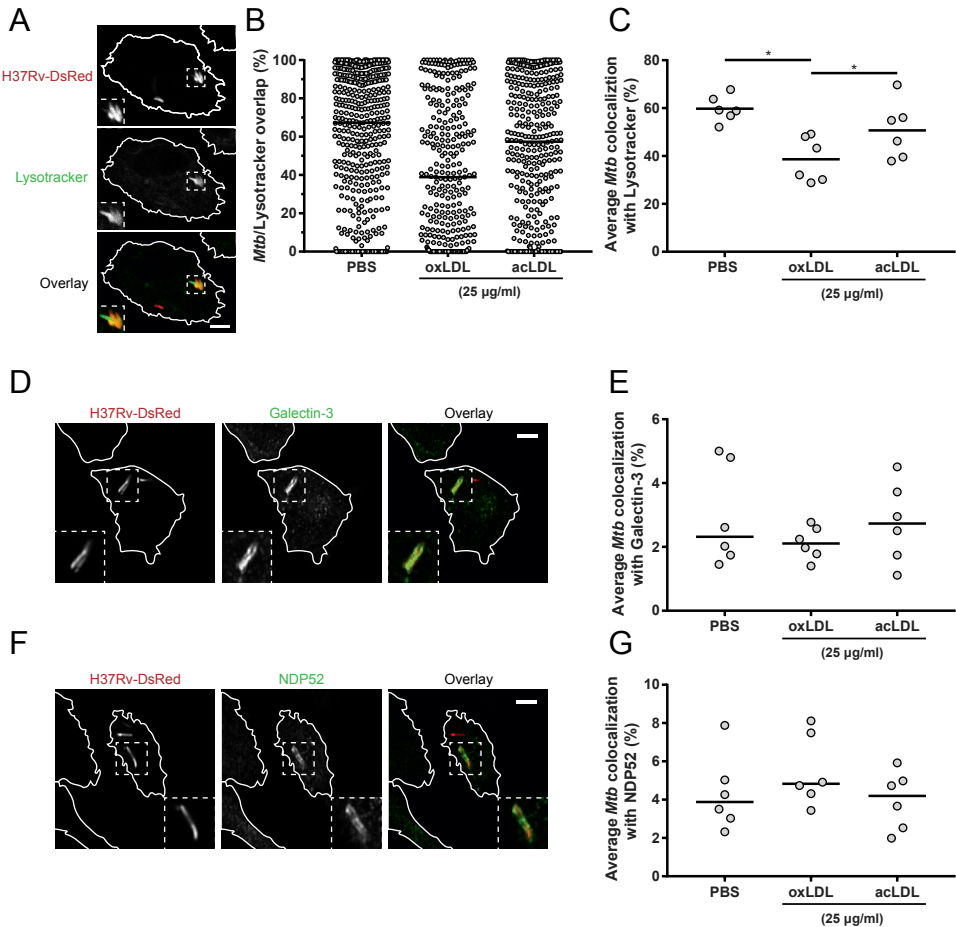 A
H37Rv-DsRed
Lysotracker
Overlay
B
Mtb/Lysotracker overlap (%)
100
80
60
40
20
0
PBS
oxLDL
acLDL
(25 µg/ml)
C
*
*
Average Mtb colocaliztion
with Lysotracker (%)
80
60
40
20
0
PBS
oxLDL
acLDL
(25 µg/ml)
D
H37Rv-DsRed
Galectin-3
Overlay
E
Average Mtb colocalization
with Galectin-3 (%)
6
4
2
0
PBS
oxLDL
acLDL
(25 µg/ml)
F
H37Rv-DsRed
NDP52
Overlay
G
Average Mtb colocalization
with NDP52 (%)
10
8
6
4
2
0
PBS
oxLDL
acLDL
(25 µg/ml)